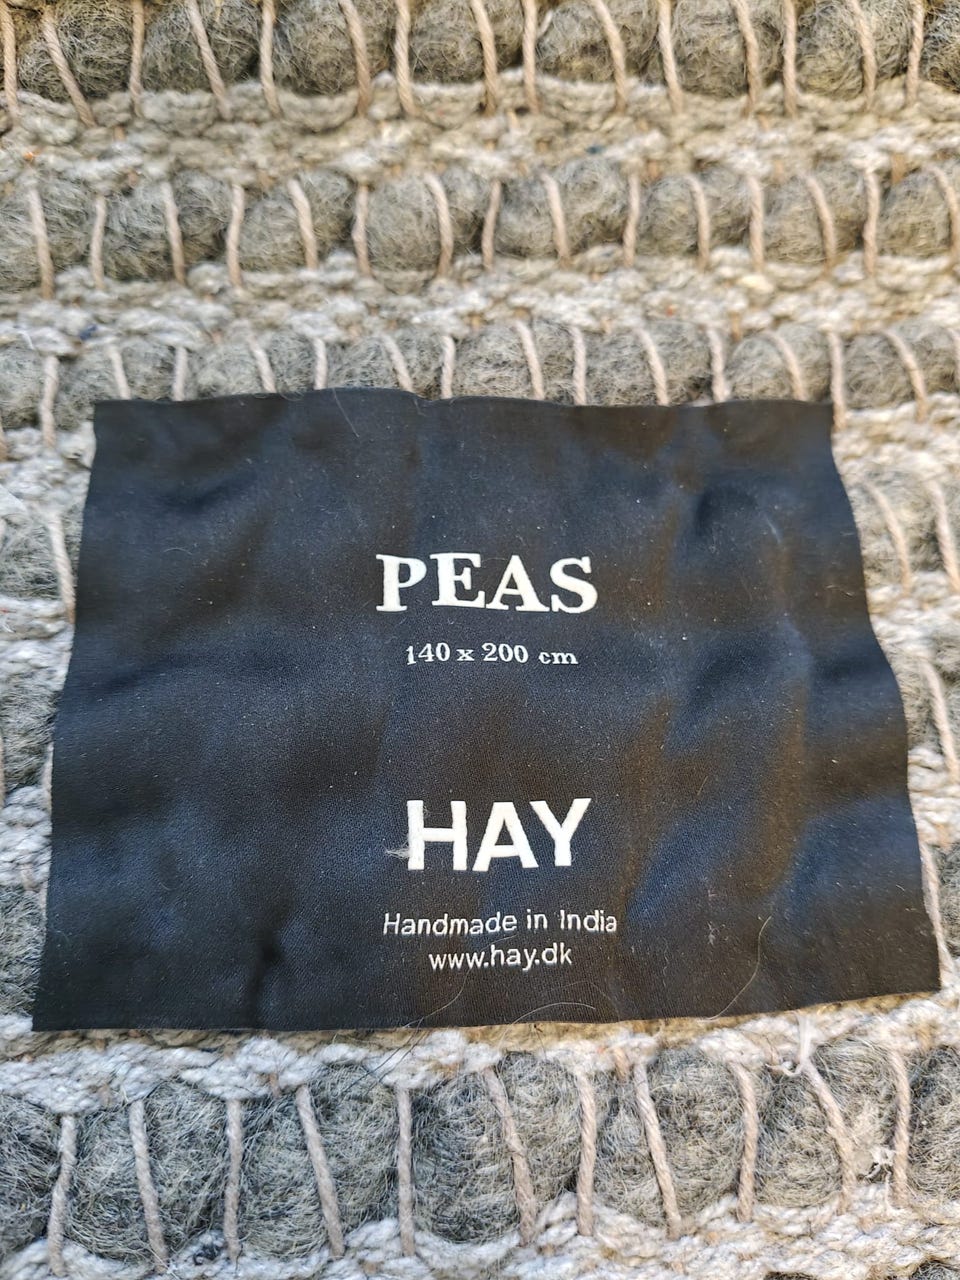 PEAS
140 x 200 cm
HAY
Handmade in India
www.hay.dk